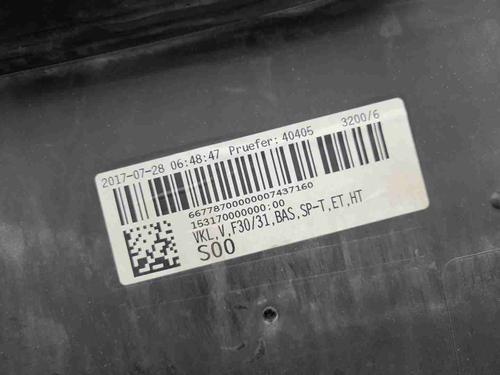 2017-07-28 06:48:47 Pruefer:40405 3200/6
66778700000007437160
153170000000:00
VKL,V,F30/31,BAS,SP-T,ET,HT
S00